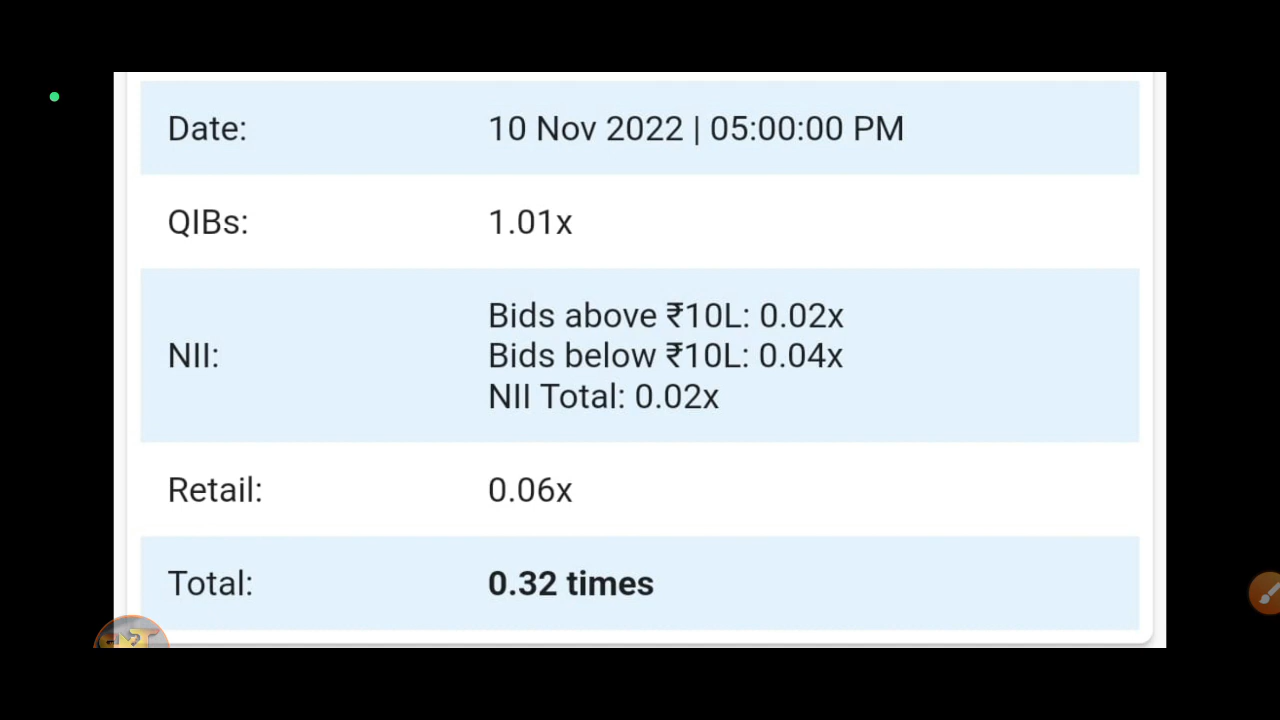 Date: 10 Nov 2022 | 05:00:00 PM
QIBs: 1.01x
Bids above ₹10L: 0.02x
NII: Bids below ₹10L: 0.04x
NII Total: 0.02x
Retail: 0.06x
Total: 0.32 times